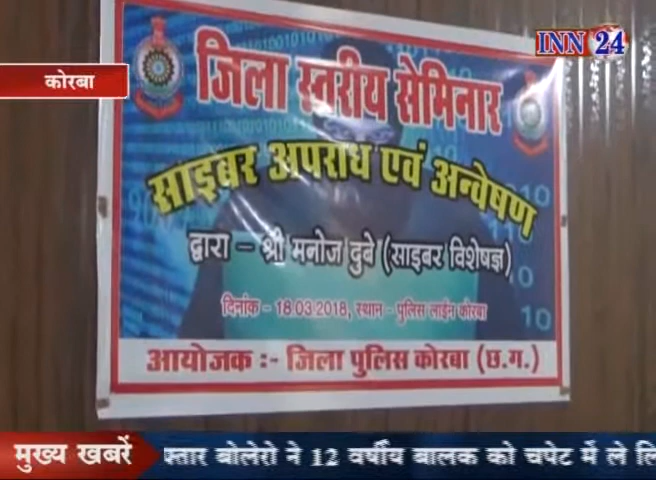 INN 24
कोरबा
जिला स्तरीय सेमिनार
साइबर अपराध एवं अन्वेषण
द्वारा – श्री मनोज दुबे (साइबर विशेषज्ञ)
दिनांक - 18.03.2018, स्थान - पुलिस लाईन कोरबा
आयोजक :- जिला पुलिस कोरबा (छ.ग.)
मुख्य खबरें
बोलेरो ने 12 वर्षीय बालक को चपेट में ले